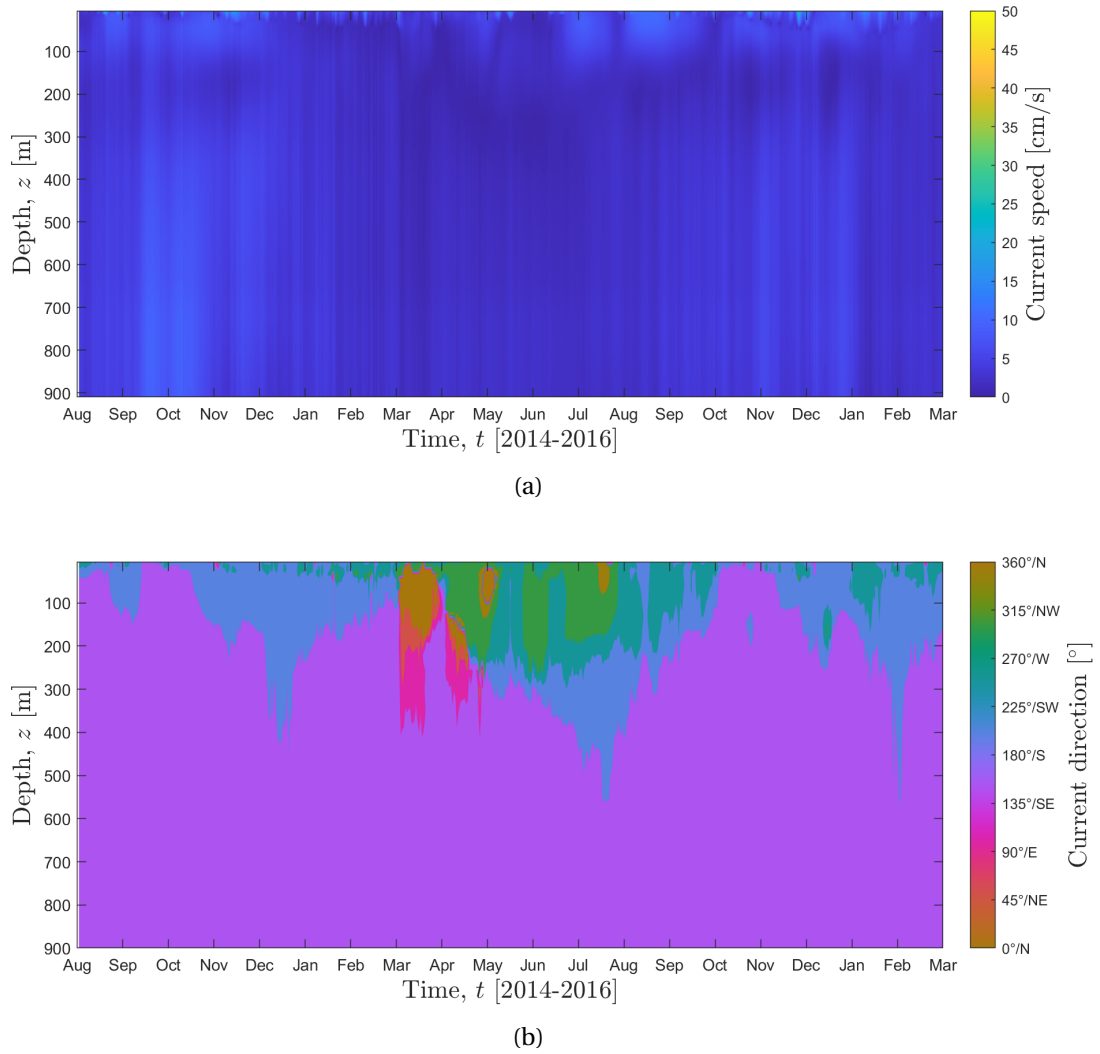 50
45
40
35
30
25
20
15
10
5
0
Current speed [cm/s]
100
200
300
400
500
600
700
800
900
Depth, z [m]
Aug Sep Oct Nov Dec Jan Feb Mar Apr May Jun Jul Aug Sep Oct Nov Dec Jan Feb Mar
Time, t [2014-2016]
(a)
360°/N
315°/NW
270°/W
225°/SW
180°/S
135°/SE
90°/E
45°/NE
0°/N
Current direction [°]
100
200
300
400
500
600
700
800
900
Depth, z [m]
Aug Sep Oct Nov Dec Jan Feb Mar Apr May Jun Jul Aug Sep Oct Nov Dec Jan Feb Mar
Time, t [2014-2016]
(b)